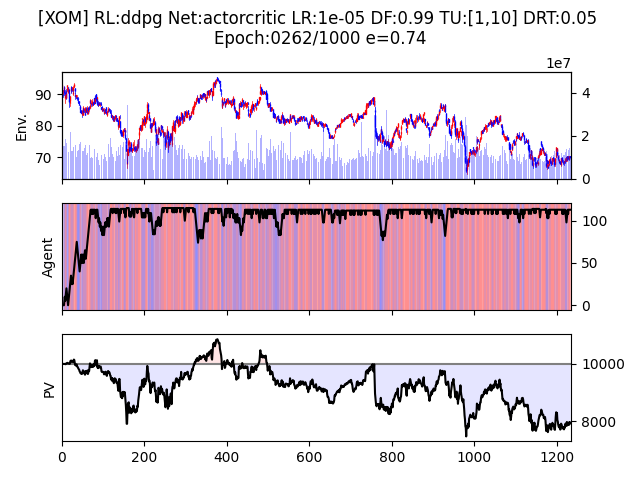 [XOM] RL:ddpg Net:actorcritic LR:1e-05 DF:0.99 TU:[1,10] DRT:0.05
Epoch:0262/1000 e=0.74
1e7
Env.
90
80
70
4
2
0
Agent
100
50
0
PV
10000
8000
0 200 400 600 800 1000 1200